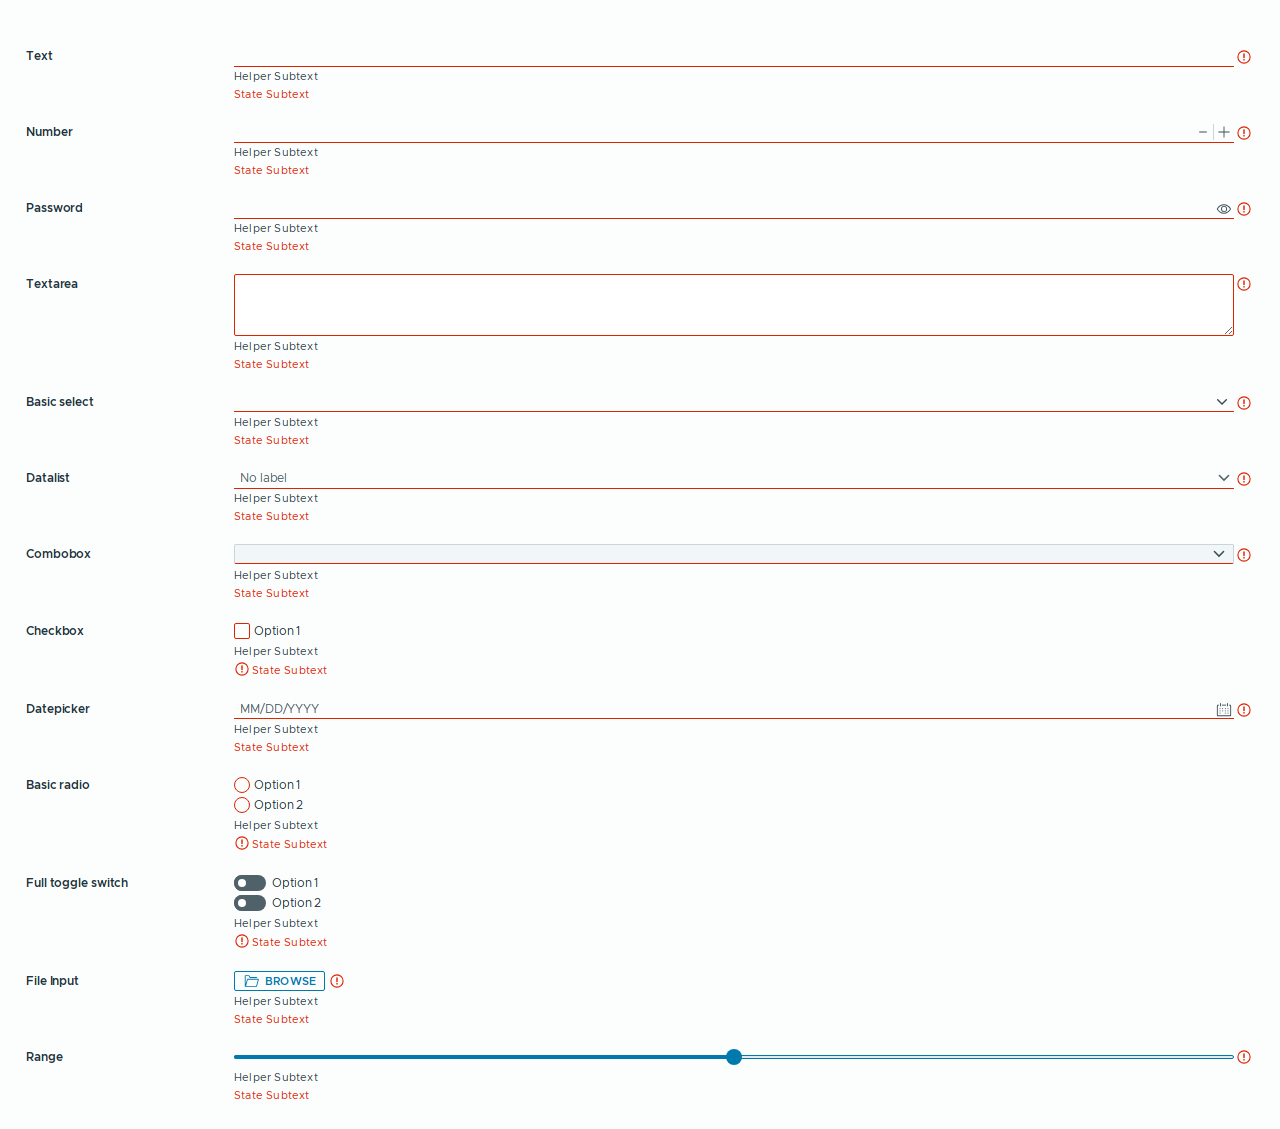 Text
Helper Subtext
State Subtext
Number
Helper Subtext
State Subtext
Password
Helper Subtext
State Subtext
Textarea
Helper Subtext
State Subtext
Basic select
Helper Subtext
State Subtext
Datalist
No label
Helper Subtext
State Subtext
Combobox
Helper Subtext
State Subtext
Checkbox
Option 1
Helper Subtext
State Subtext
Datepicker
MM/DD/YYYY
Helper Subtext
State Subtext
Basic radio
Option 1
Option 2
Helper Subtext
State Subtext
Full toggle switch
Option 1
Option 2
Helper Subtext
State Subtext
File Input
BROWSE
Helper Subtext
State Subtext
Range
Helper Subtext
State Subtext